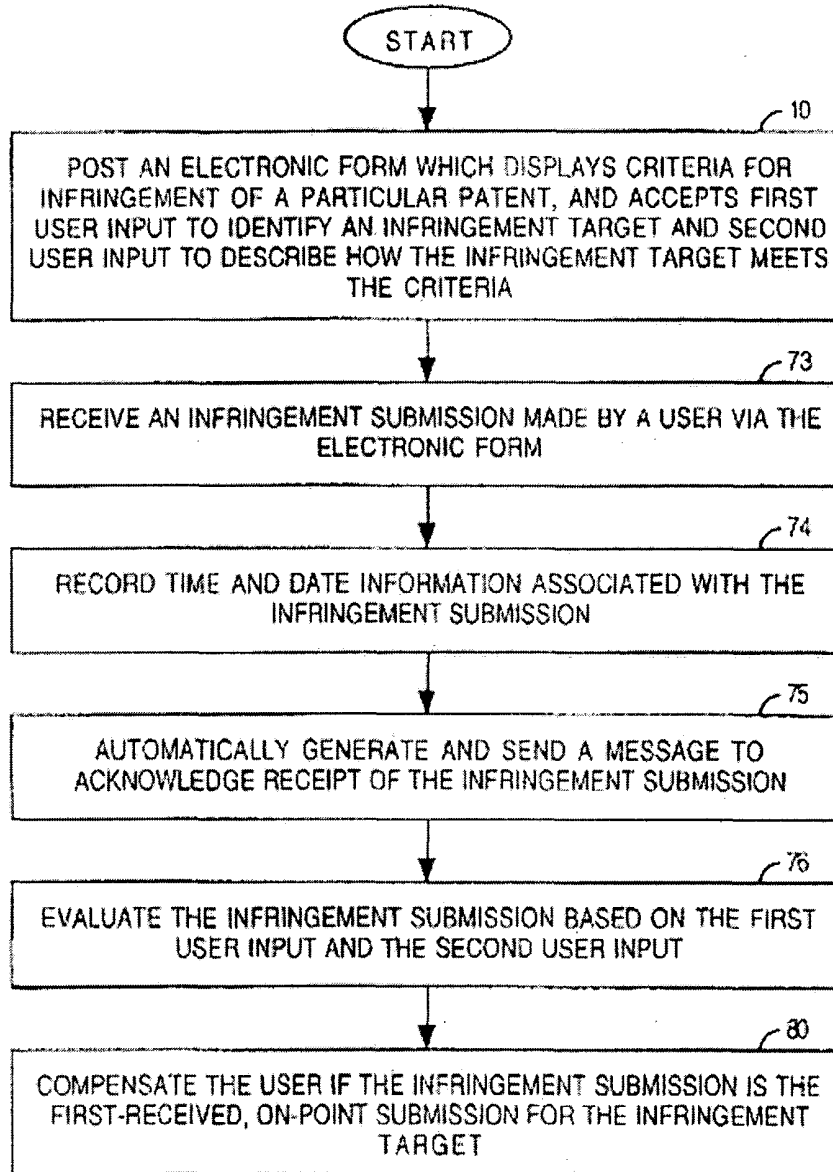 START
10
POST AN ELECTRONIC FORM WHICH DISPLAYS CRITERIA FOR
INFRINGEMENT OF A PARTICULAR PATENT, AND ACCEPTS FIRST
USER INPUT TO IDENTIFY AN INFRINGEMENT TARGET AND SECOND
USER INPUT TO DESCRIBE HOW THE INFRINGEMENT TARGET MEETS
THE CRITERIA
73
RECEIVE AN INFRINGEMENT SUBMISSION MADE BY A USER VIA THE
ELECTRONIC FORM
74
RECORD TIME AND DATE INFORMATION ASSOCIATED WITH THE
INFRINGEMENT SUBMISSION
75
AUTOMATICALLY GENERATE AND SEND A MESSAGE TO
ACKNOWLEDGE RECEIPT OF THE INFRINGEMENT SUBMISSION
76
EVALUATE THE INFRINGEMENT SUBMISSION BASED ON THE FIRST
USER INPUT AND THE SECOND USER INPUT
80
COMPENSATE THE USER IF THE INFRINGEMENT SUBMISSION IS THE
FIRST-RECEIVED, ON-POINT SUBMISSION FOR THE INFRINGEMENT
TARGET